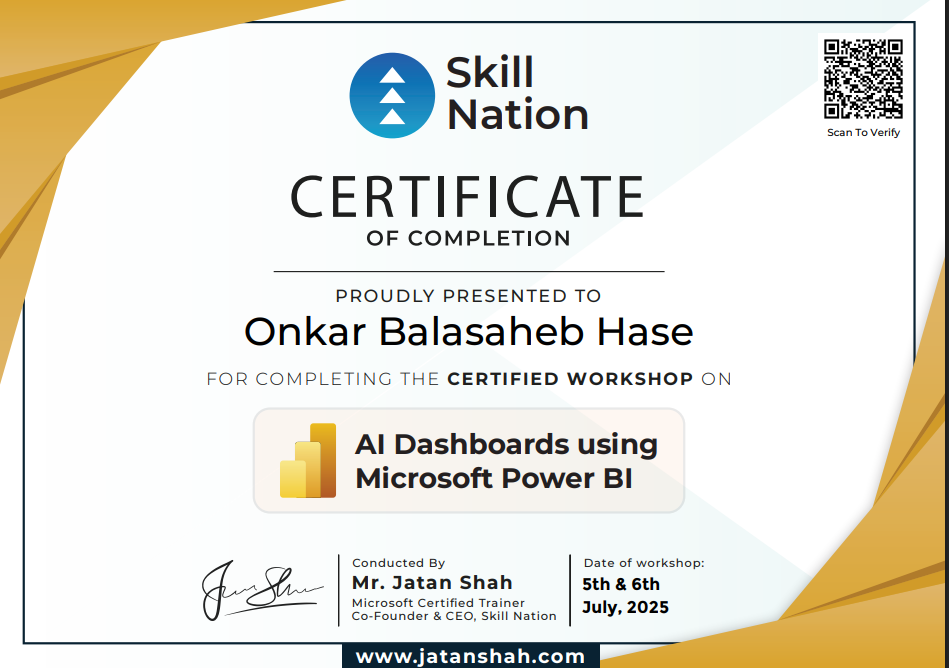 Skill
Nation
Scan To Verify
CERTIFICATE
OF COMPLETION
PROUDLY PRESENTED TO
Onkar Balasaheb Hase
FOR COMPLETING THE CERTIFIED WORKSHOP ON
AI Dashboards using
Microsoft Power BI
Conducted By
Mr. Jatan Shah
Microsoft Certified Trainer
Co-Founder & CEO, Skill Nation
Date of workshop:
5th & 6th
July, 2025
www.jatanshah.com